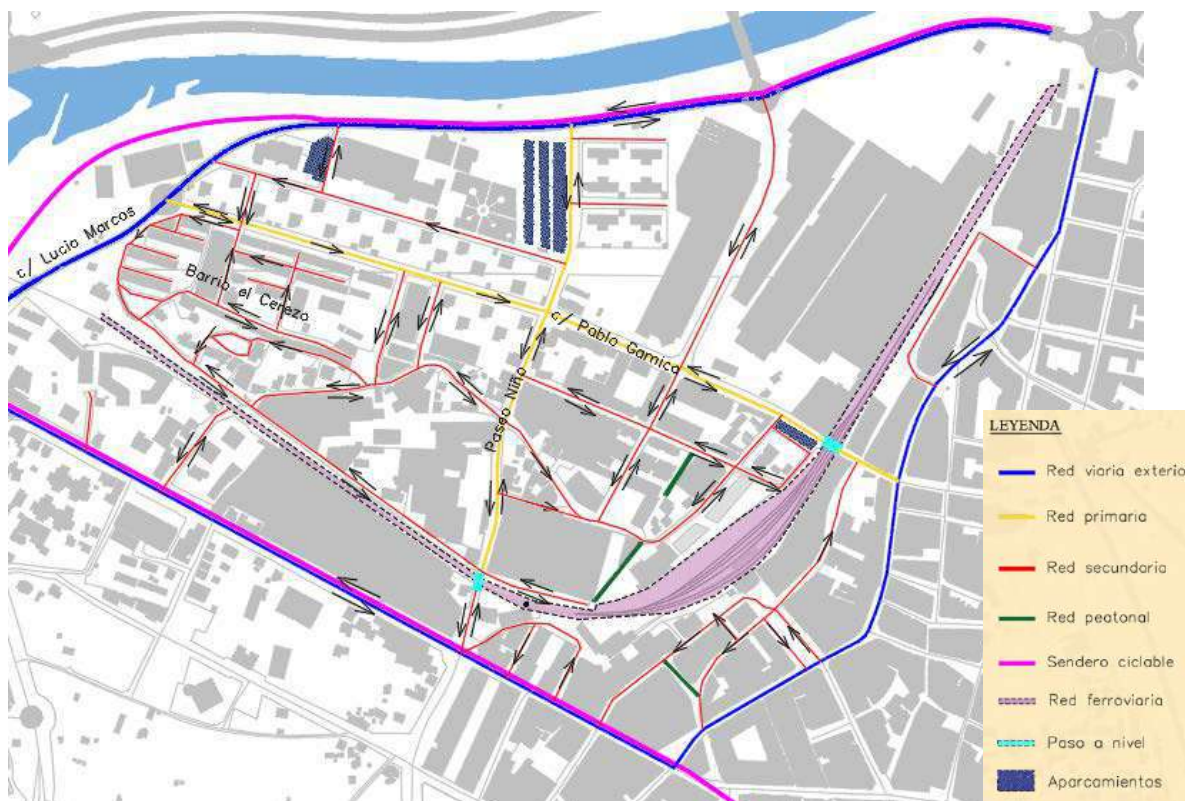 c/ Lucio Marcos
Barrio el Cerezo
c/ Pablo Garnica
Paseo Niño
LEYENDA
Red viaria exterio
Red primaria
Red secundaria
Red peatonal
Sendero ciclable
Red ferroviaria
Paso a nivel
Aparcamientos